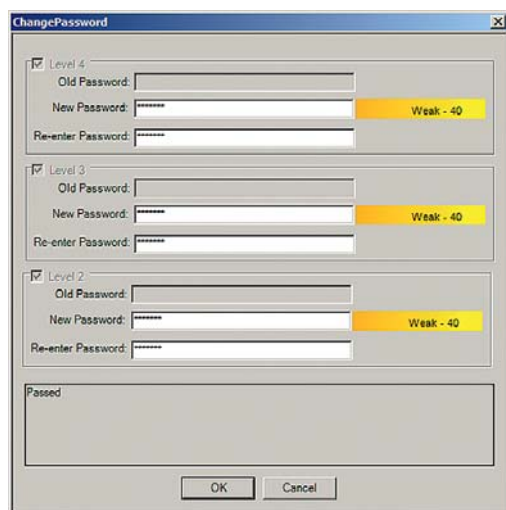 ChangePassword
Level 4
Old Password:
New Password: ******* Weak - 40
Re-enter Password: *******
Level 3
Old Password:
New Password: ******* Weak - 40
Re-enter Password: *******
Level 2
Old Password:
New Password: ******* Weak - 40
Re-enter Password: *******
Passed
OK Cancel